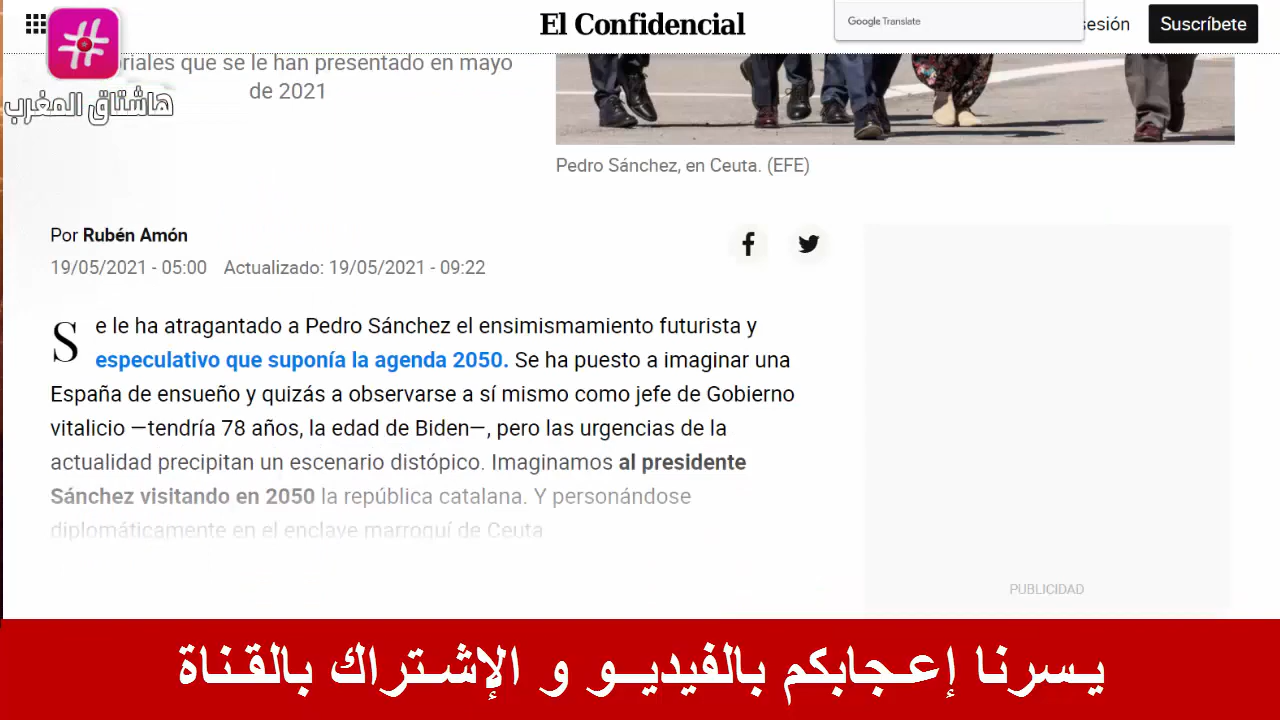 El Confidencial
Google Translate
sesión
Suscríbete
riales que se le han presentado en mayo
de 2021
هاشتاق المغرب
Pedro Sánchez, en Ceuta. (EFE)
Por Rubén Amón
19/05/2021 - 05:00 Actualizado: 19/05/2021 - 09:22
Se le ha atragantado a Pedro Sánchez el ensimismamiento futurista y
especulativo que suponía la agenda 2050. Se ha puesto a imaginar una
España de ensueño y quizás a observarse a sí mismo como jefe de Gobierno
vitalicio —tendría 78 años, la edad de Biden—, pero las urgencias de la
actualidad precipitan un escenario distópico. Imaginamos al presidente
Sánchez visitando en 2050 la república catalana. Y personándose
diplomáticamente en el enclave marroquí de Ceuta
PUBLICIDAD
يسرنا إعجابكم بالفيديو و الإشتراك بالقناة